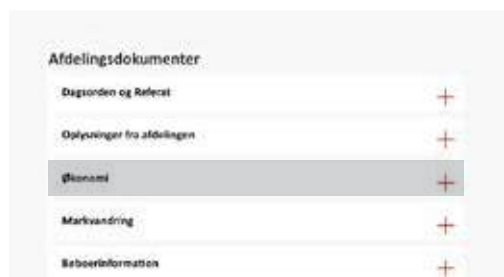 Afdelingsdokumenter
Dagsorden og Referat
Oplysninger fra afdelingen
Økonomi
Markvandring
Beboerinformation